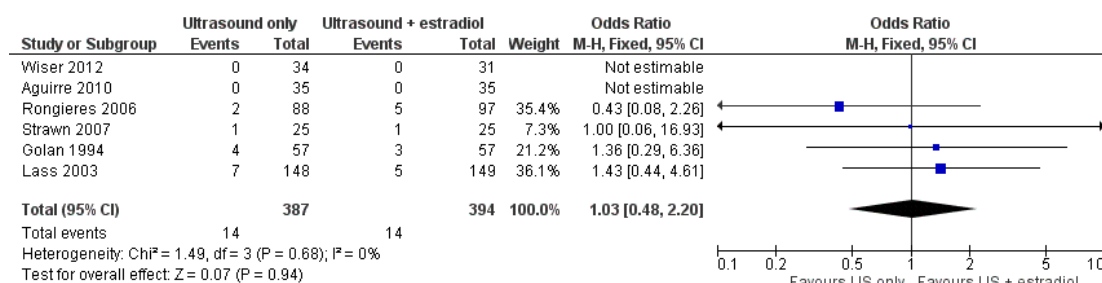 Ultrasound only Ultrasound + estradiol Odds Ratio Odds Ratio
Study or Subgroup Events Total Events Total Weight M-H, Fixed, 95% CI M-H, Fixed, 95% CI
Wiser 2012 0 34 0 31 Not estimable
Aguirre 2010 0 35 0 35 Not estimable
Rongieres 2006 2 88 5 97 35.4% 0.43 [0.08, 2.26]
Strawn 2007 1 25 1 25 7.3% 1.00 [0.06, 16.93]
Golan 1994 4 57 3 57 21.2% 1.36 [0.29, 6.36]
Lass 2003 7 148 5 149 36.1% 1.43 [0.44, 4.61]
Total (95% CI) 387 394 100.0% 1.03 [0.48, 2.20]
Total events 14 14
Heterogeneity: Chi² = 1.49, df = 3 (P = 0.68); I² = 0%
Test for overall effect: Z = 0.07 (P = 0.94)
0.1 0.2 0.5 1 2 5 10
Favours US only Favours US + estradiol